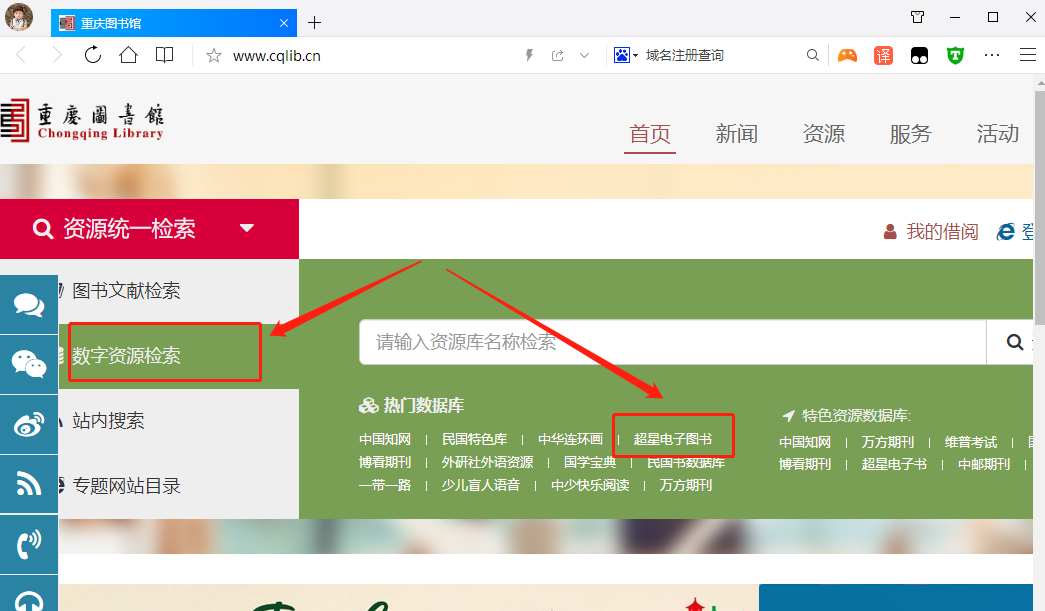 重庆图书馆
www.cqlib.cn
域名注册查询
译
重慶圖書館
Chongqing Library
首页
新闻
资源
服务
活动
资源统一检索
我的借阅
登
图书文献检索
数字资源检索
站内搜索
专题网站目录
请输入资源库名称检索
热门数据库
中国知网 | 民国特色库 | 中华连环画 | 超星电子图书
博看期刊 | 外研社外语资源 | 国学宝典 | 民国书数据库
一带一路 | 少儿盲人语音 | 中少快乐阅读 | 万方期刊
特色资源数据库:
中国知网 | 万方期刊 | 维普考试 |
博看期刊 | 超星电子书 | 中邮期刊 |